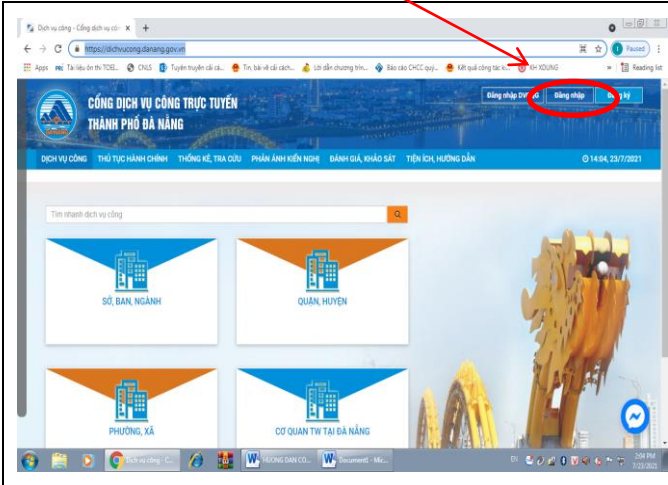 Dịch vụ công - Cổng dịch vụ côn
https://dichvucong.danang.gov.vn
Paused
Apps
Tài liệu ôn thi TOEI...
CNLS
Tuyên truyền cải cá...
Tin, bài về cải cách...
Lời dẫn chương trìn...
Báo cáo CHCC quý...
Kết quả công tác k...
KH XDUNG
»
Reading list
CỔNG DỊCH VỤ CÔNG TRỰC TUYẾN
THÀNH PHỐ ĐÀ NẴNG
Đăng nhập
ký
DỊCH VỤ CÔNG
THỦ TỤC HÀNH CHÍNH
THỐNG KÊ, TRA CỨU
PHẢN ÁNH KIẾN NGHỊ
ĐÁNH GIÁ, KHẢO SÁT
TIỆN ÍCH, HƯỚNG DẪN
14:04, 23/7/2021
Tìm nhanh dịch vụ công
SỞ, BAN, NGÀNH
QUẬN, HUYỆN
PHƯỜNG, XÃ
CƠ QUAN TW TẠI ĐÀ NẴNG
Dịch vụ công - C...
HUONG DAN CO...
Document1 - Mic...
EN
2:04 PM
7/23/2021